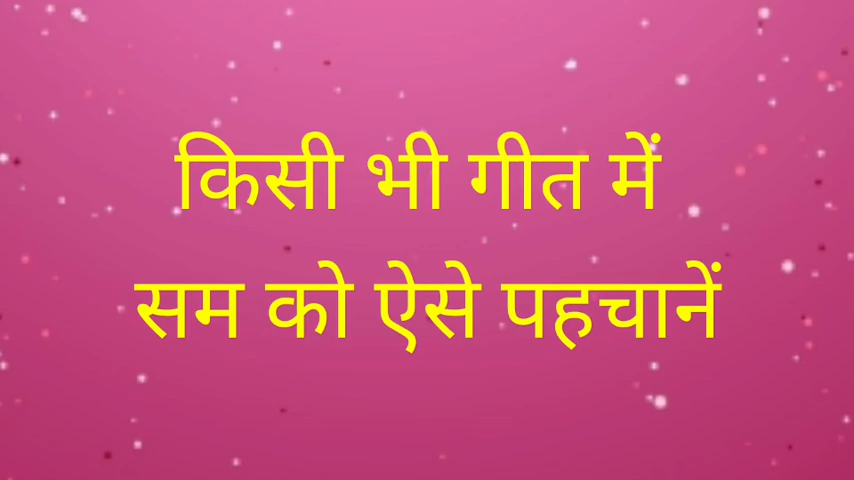 किसी भी गीत में
सम को ऐसे पहचानें